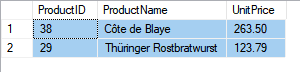 ProductID ProductName UnitPrice
1 38 Côte de Blaye 263.50
2 29 Thüringer Rostbratwurst 123.79